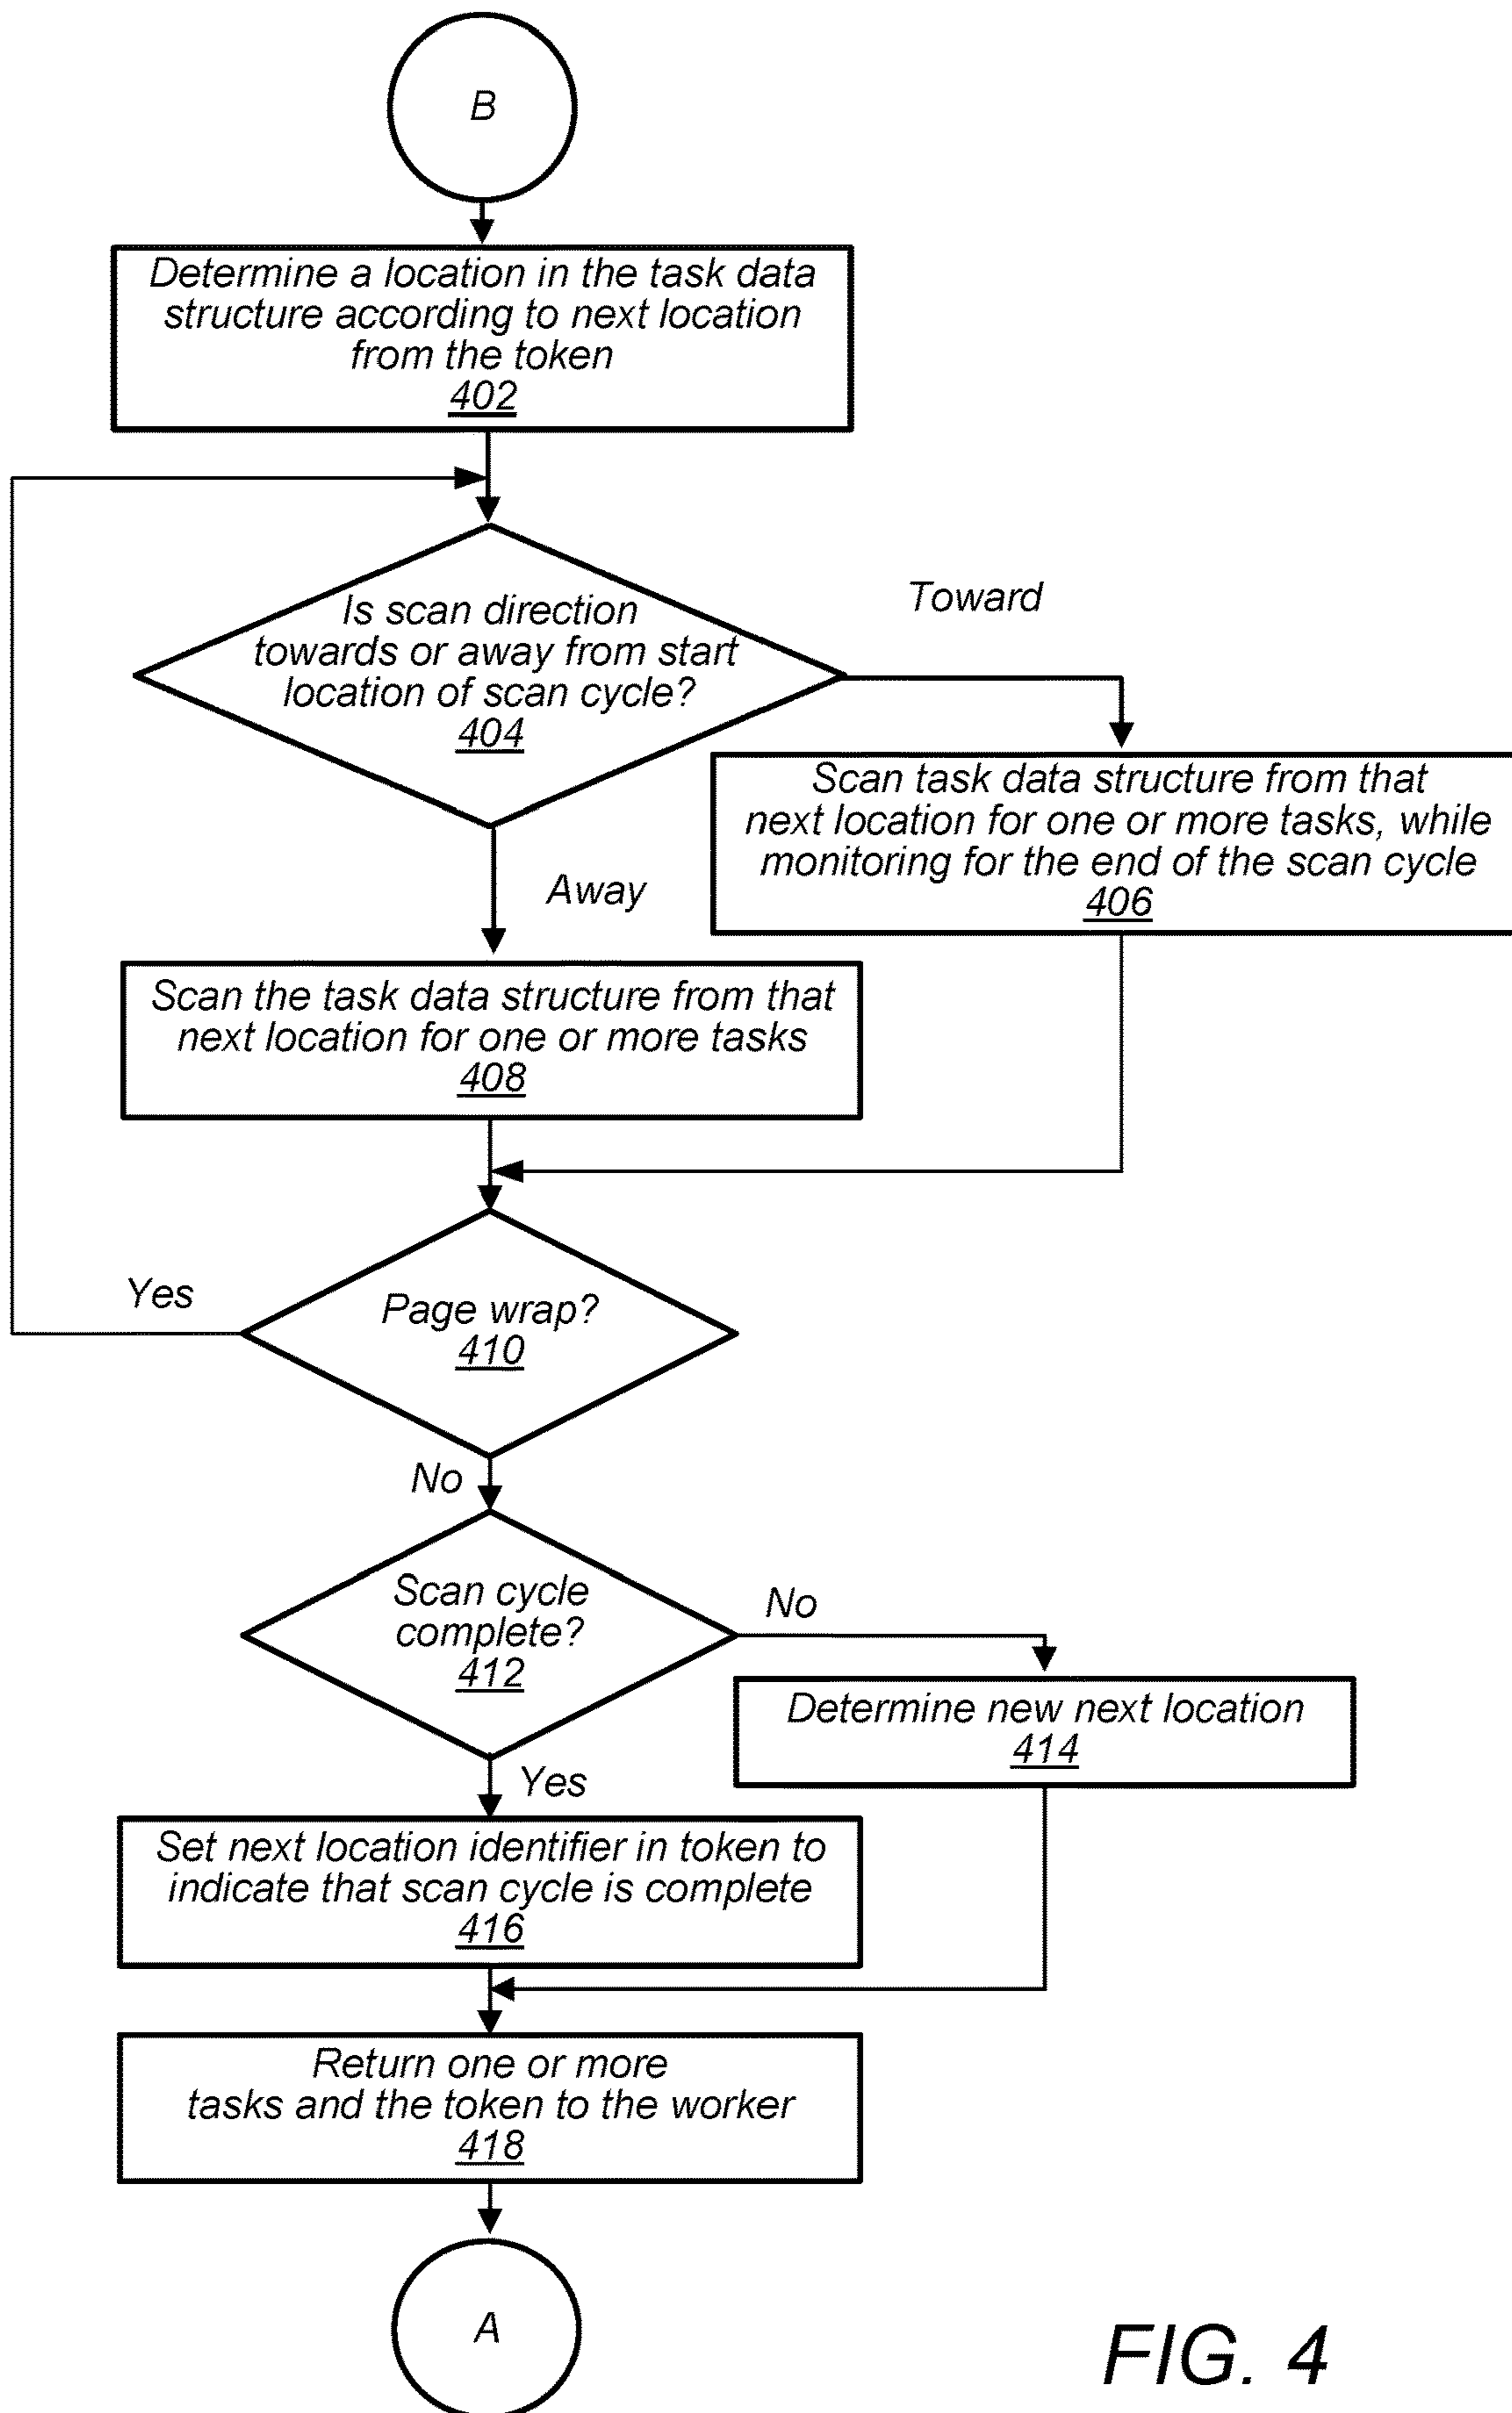 B
Determine a location in the task data
structure according to next location
from the token
402
Is scan direction
towards or away from start
location of scan cycle?
404
Toward
Scan task data structure from that
next location for one or more tasks, while
monitoring for the end of the scan cycle
406
Away
Scan the task data structure from that
next location for one or more tasks
408
Yes
Page wrap?
410
No
Scan cycle
complete?
412
No
Determine new next location
414
Yes
Set next location identifier in token to
indicate that scan cycle is complete
416
Return one or more
tasks and the token to the worker
418
A
FIG. 4